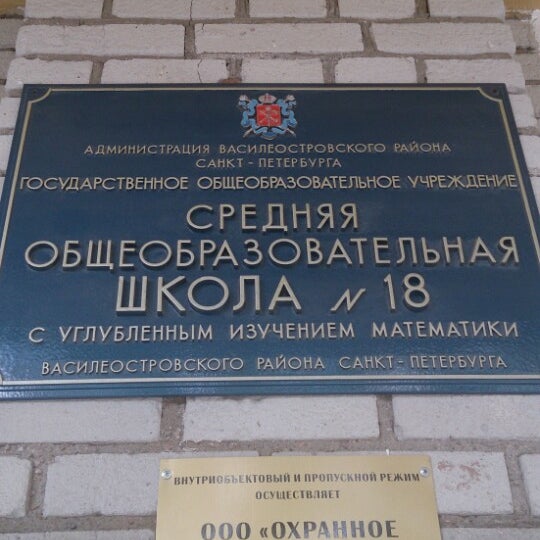 АДМИНИСТРАЦИЯ ВАСИЛЕОСТРОВСКОГО РАЙОНА
САНКТ-ПЕТЕРБУРГА
ГОСУДАРСТВЕННОЕ ОБЩЕОБРАЗОВАТЕЛЬНОЕ УЧРЕЖДЕНИЕ
СРЕДНЯЯ
ОБЩЕОБРАЗОВАТЕЛЬНАЯ
ШКОЛА N 18
С УГЛУБЛЕННЫМ ИЗУЧЕНИЕМ МАТЕМАТИКИ
ВАСИЛЕОСТРОВСКОГО РАЙОНА САНКТ-ПЕТЕРБУРГА
ВНУТРИОБЪЕКТОВЫЙ И ПРОПУСКНОЙ РЕЖИМ
ОСУЩЕСТВЛЯЕТ
ООО «ОХРАННОЕ